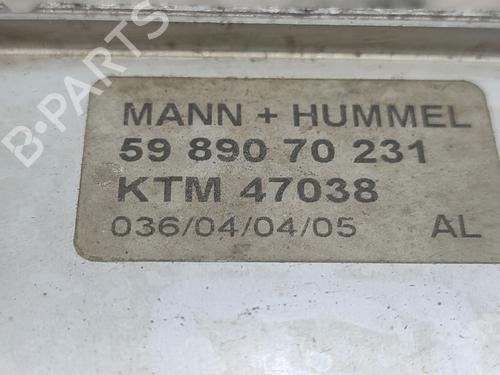 B-PARTS
MANN + HUMMEL
59 890 70 231
KTM 47038
036/04/04/05 AL